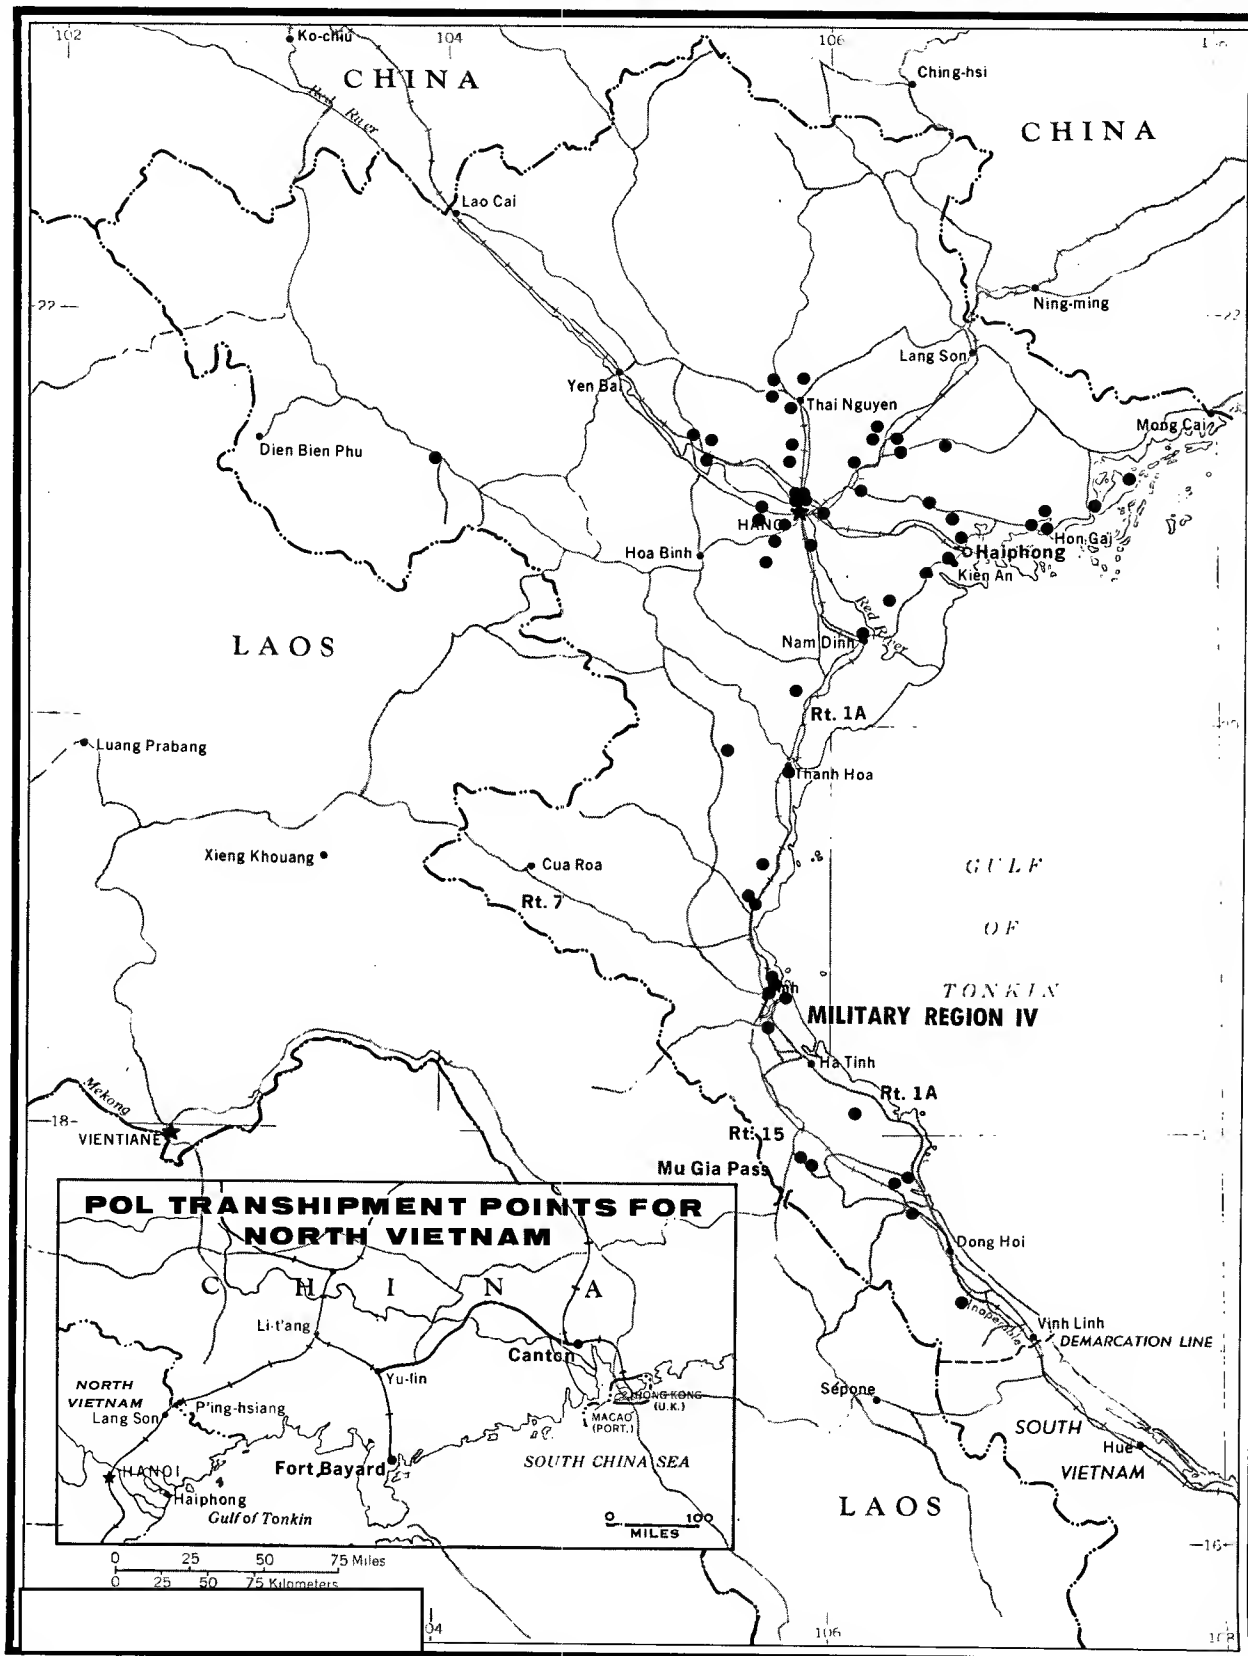 102
104
106
Ko-chiu
CHINA
Ching-hsi
Red River
CHINA
Lao Cai
22
Ning-ming
22
Lang Son
Yen Bai
Thai Nguyen
Mong Cai
Dien Bien Phu
HANOI
Hon Gai
Hoa Binh
Haiphong
Kien An
Red River
LAOS
Nam Dinh
Rt. 1A
Luang Prabang
Thanh Hoa
Xieng Khouang
Cua Roa
GULF
OF
TONKIN
Rt. 7
MILITARY REGION IV
Ha Tinh
Mekong
Rt. 1A
18
Rt. 15
VIENTIANE
Mu Gia Pass
POL TRANSHIPMENT POINTS FOR
NORTH VIETNAM
Dong Hoi
CHINA
Inoperable
Li-t'ang
Vinh Linh
DEMARCATION LINE
Canton
Yu-lin
NORTH
VIETNAM
P'ing-hsiang
Lang Son
HONG KONG
(U.K.)
MACAO
(PORT.)
Sepone
SOUTH
VIETNAM
Hue
Fort Bayard
SOUTH CHINA SEA
HANOI
Haiphong
Gulf of Tonkin
0 100
MILES
LAOS
16
0 25 50 75 Miles
0 25 50 75 Kilometers
106